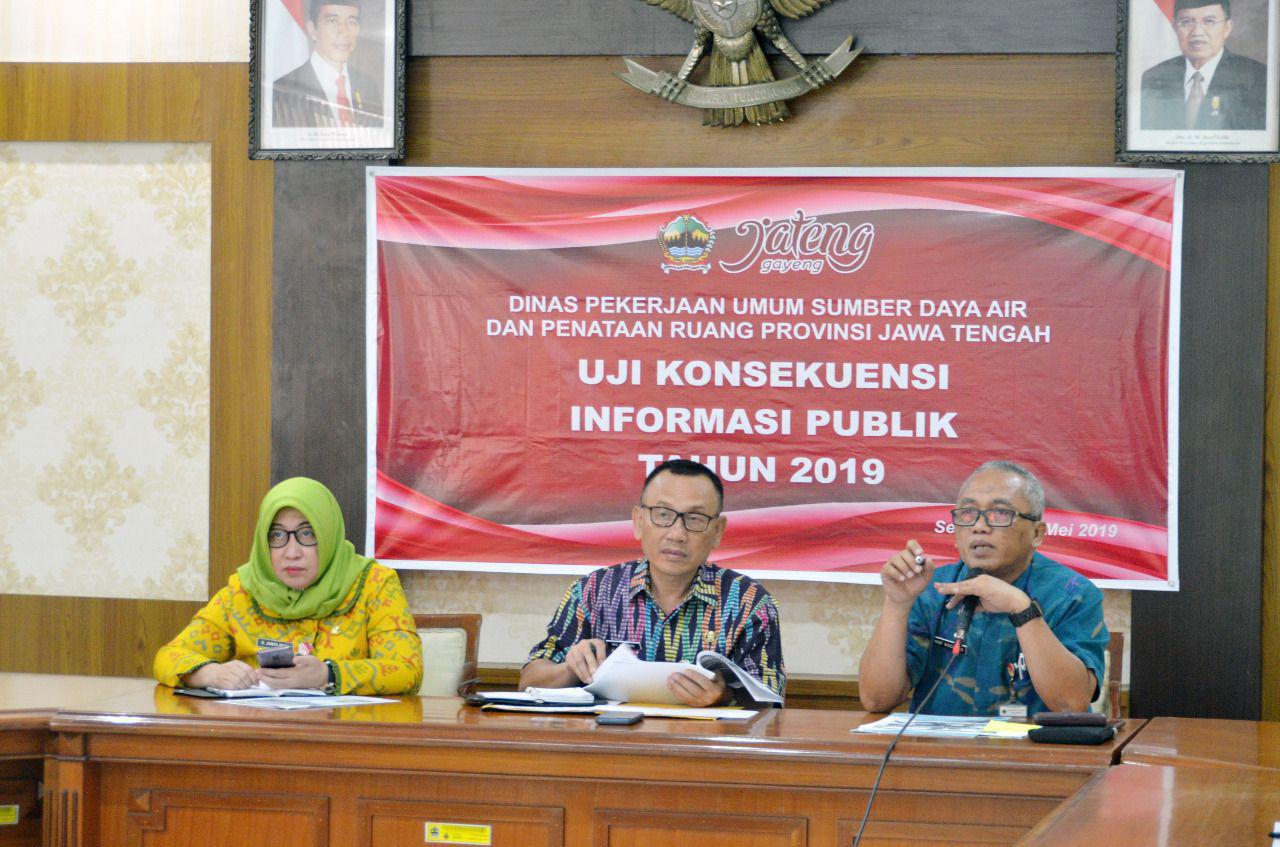 Jateng
gayeng
DINAS PEKERJAAN UMUM SUMBER DAYA AIR
DAN PENATAAN RUANG PROVINSI JAWA TENGAH
UJI KONSEKUENSI
INFORMASI PUBLIK
TAHUN 2019
Mei 2019